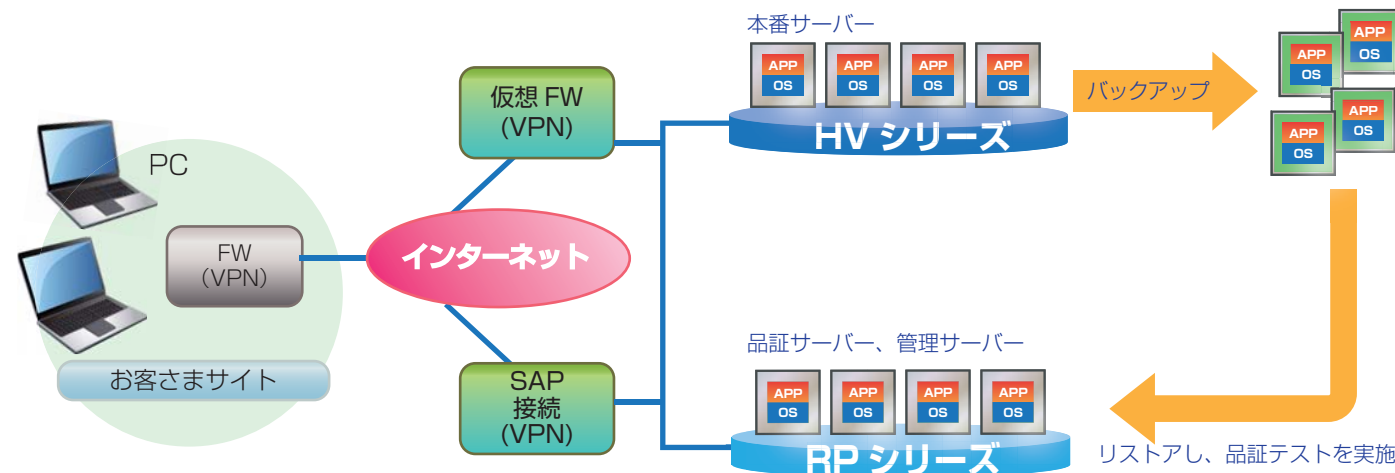 PC
FW
(VPN)
お客さまサイト
インターネット
仮想 FW
(VPN)
SAP
接続
(VPN)
本番サーバー
APP
OS
APP
OS
APP
OS
APP
OS
HV シリーズ
バックアップ
APP
OS
APP
OS
APP
OS
APP
OS
品証サーバー、管理サーバー
APP
OS
APP
OS
APP
OS
APP
OS
RP シリーズ
リストアし、品証テストを実施